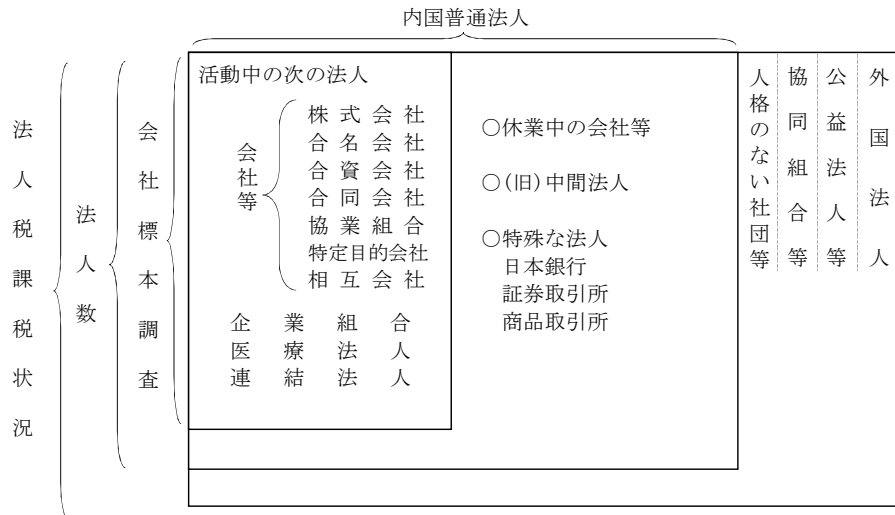 内国普通法人
法人税課税状況
法人数
会社標本調査
活動中の次の法人
会社等
株式会社
合名会社
合資会社
合同会社
協業組合
特定目的会社
相互会社
企業組合
医療法人
連結法人
○休業中の会社等
○(旧)中間法人
○特殊な法人
日本銀行
証券取引所
商品取引所
人格のない社団等
協同組合等
公益法人等
外国法人